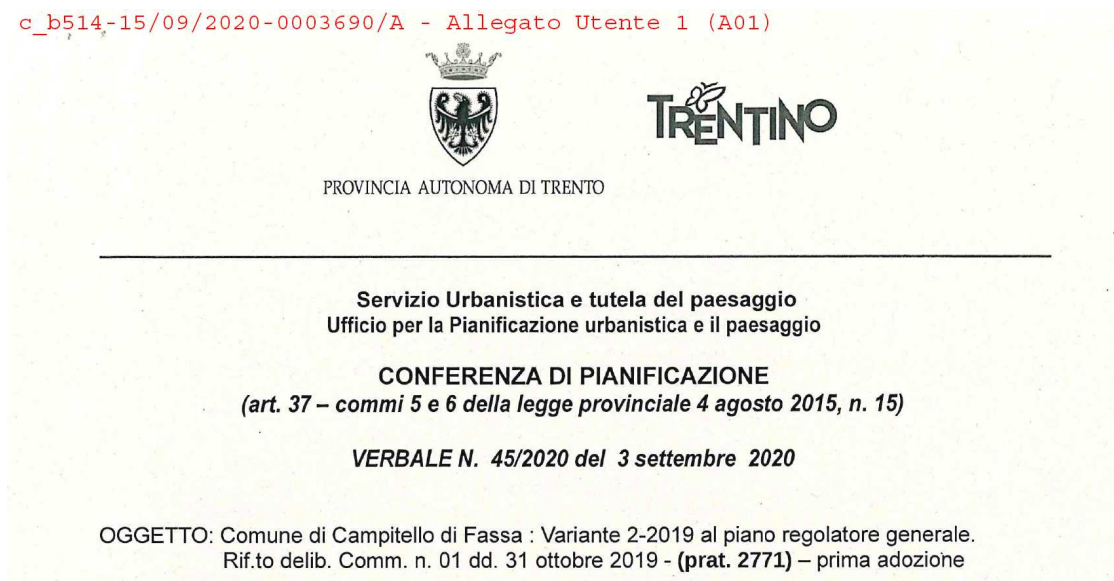 c_b514-15/09/2020-0003690/A - Allegato Utente 1 (A01)
TRENTINO
PROVINCIA AUTONOMA DI TRENTO
Servizio Urbanistica e tutela del paesaggio
Ufficio per la Pianificazione urbanistica e il paesaggio
CONFERENZA DI PIANIFICAZIONE
(art. 37 – commi 5 e 6 della legge provinciale 4 agosto 2015, n. 15)
VERBALE N. 45/2020 del 3 settembre 2020
OGGETTO: Comune di Campitello di Fassa : Variante 2-2019 al piano regolatore generale.
Rif.to delib. Comm. n. 01 dd. 31 ottobre 2019 - (prat. 2771) – prima adozione